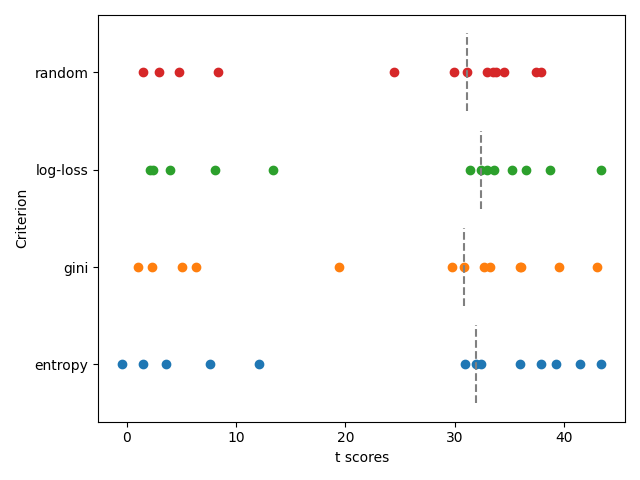 random
log-loss
Criterion
gini
entropy
0 10 20 30 40
t scores